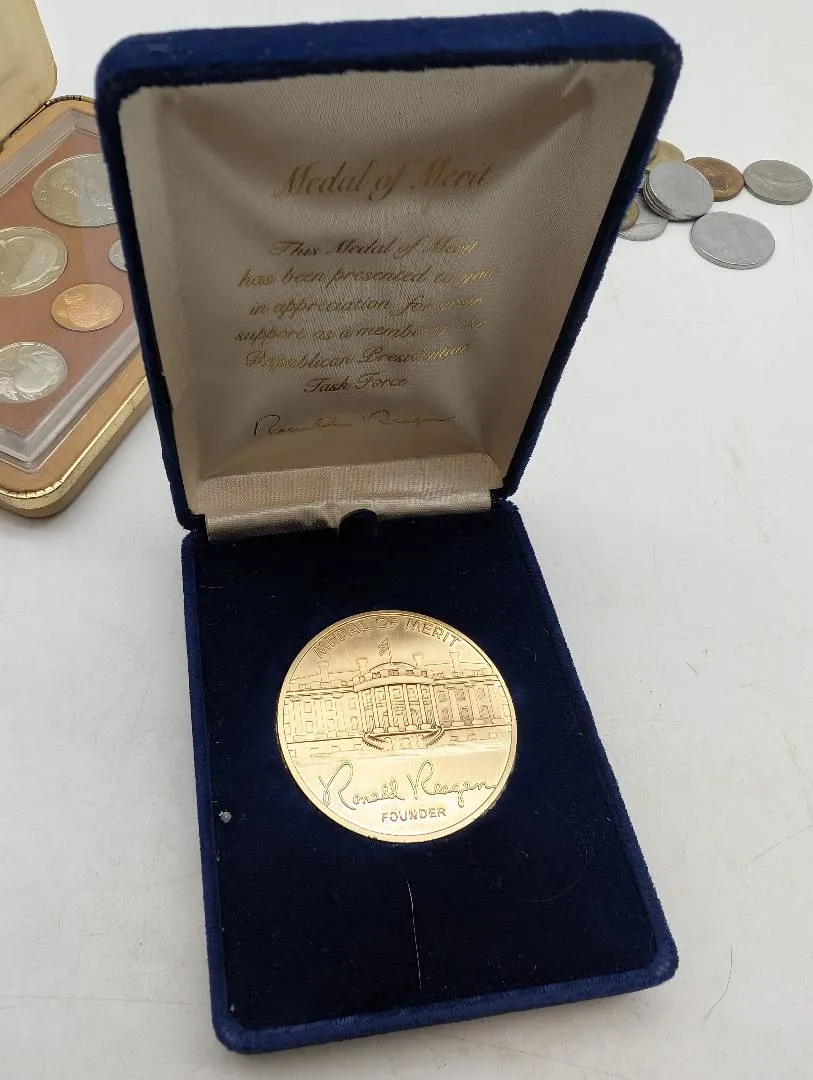 Medal of Merit
This Medal of Merit
has been presented to you
in appreciation for your
support as a member of the
Republican Presidential
Task Force.
Ronald Reagan
MEDAL OF MERIT
Ronald Reagan
FOUNDER